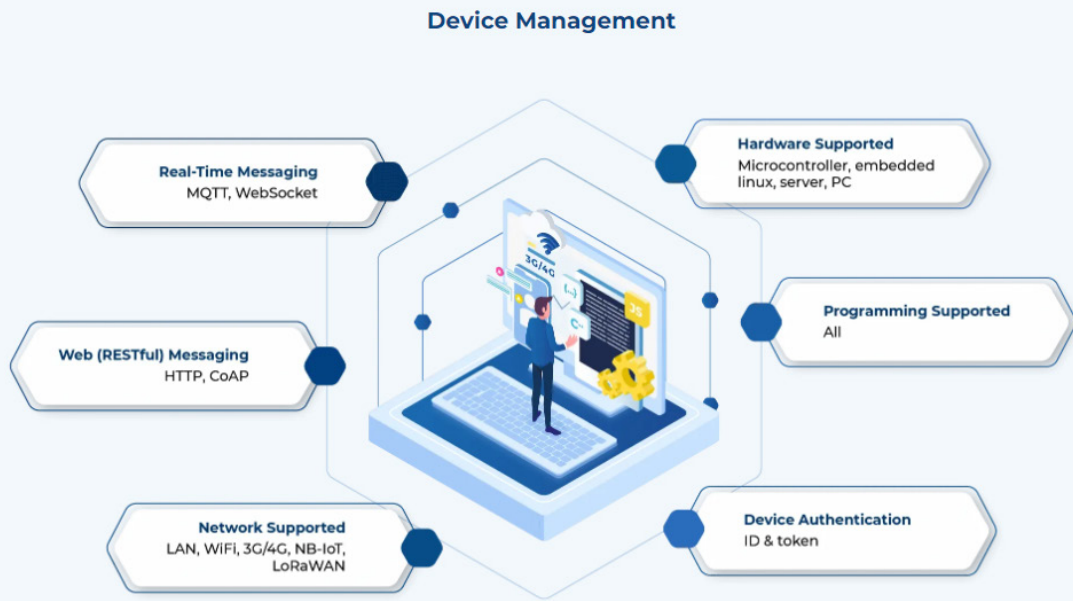 Device Management
Real-Time Messaging
MQTT, WebSocket
Web (RESTful) Messaging
HTTP, CoAP
Network Supported
LAN, WiFi, 3G/4G, NB-IoT,
LoRaWAN
Hardware Supported
Microcontroller, embedded
linux, server, PC
Programming Supported
All
Device Authentication
ID & token
3G/4G
{...}
JS